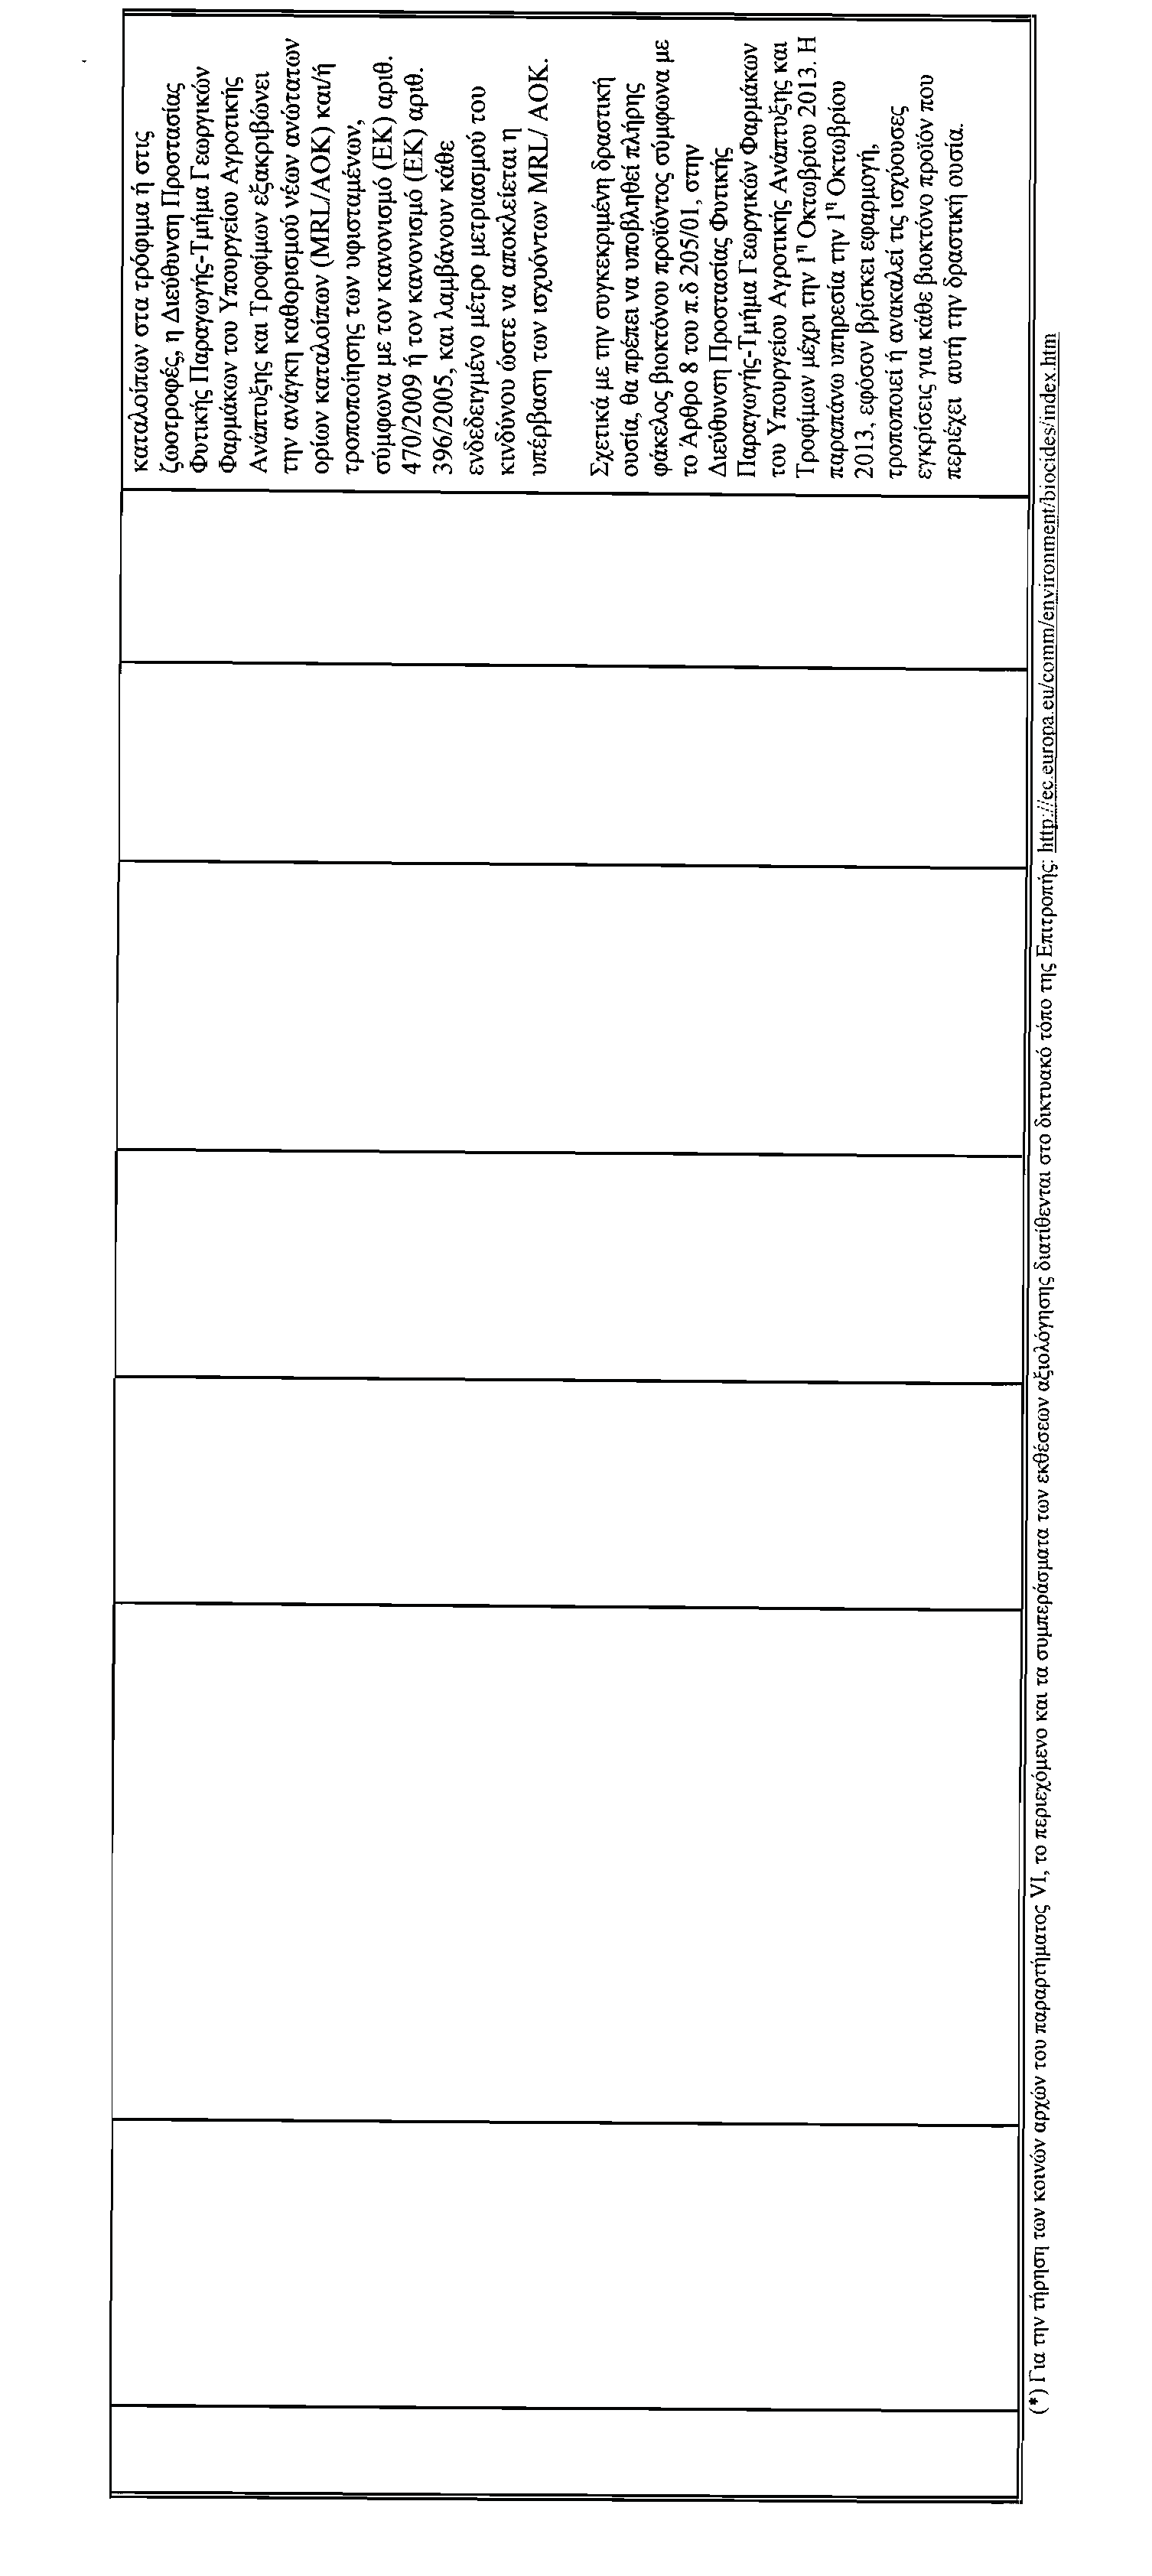 καταλοίπων στα τρόφιμα ή στις
ζωοτροφές, η Διεύθυνση Προστασίας
Φυτικής Παραγωγής-Τμήμα Γεωργικών
Φαρμάκων του Υπουργείου Αγροτικής
Ανάπτυξης και Τροφίμων εξακριβώνει
την ανάγκη καθορισμού νέων ανώτατων
ορίων καταλοίπων (MRL/ΑΟΚ) και/ή
τροποποίησης των υφισταμένων,
σύμφωνα με τον κανονισμό (ΕΚ) αριθ.
470/2009 ή τον κανονισμό (ΕΚ) αριθ.
396/2005, και λαμβάνουν κάθε
ενδεδειγμένο μέτρο μετριασμού του
κινδύνου ώστε να αποκλείεται η
υπέρβαση των ισχυόντων MRL/ ΑΟΚ.
Σχετικά με την συγκεκριμένη δραστική
ουσία, θα πρέπει να υποβληθεί πλήρης
φάκελος βιοκτόνου προϊόντος σύμφωνα με
το Άρθρο 8 του π.δ 205/01, στην
Διεύθυνση Προστασίας Φυτικής
Παραγωγής-Τμήμα Γεωργικών Φαρμάκων
του Υπουργείου Αγροτικής Ανάπτυξης και
Τροφίμων μέχρι την 1η Οκτωβρίου 2013. Η
παραπάνω υπηρεσία την 1η Οκτωβρίου
2013, εφόσον βρίσκει εφαρμογή,
τροποποιεί ή ανακαλεί τις ισχύουσες
εγκρίσεις για κάθε βιοκτόνο προϊόν που
περιέχει αυτή την δραστική ουσία.
(*) Για την τήρηση των κοινών αρχών του παραρτήματος VI, το περιεχόμενο και τα συμπεράσματα των εκθέσεων αξιολόγησης διατίθενται στο δικτυακό τόπο της Επιτροπής: http://ec.europa.eu/comm/environment/biocides/index.htm